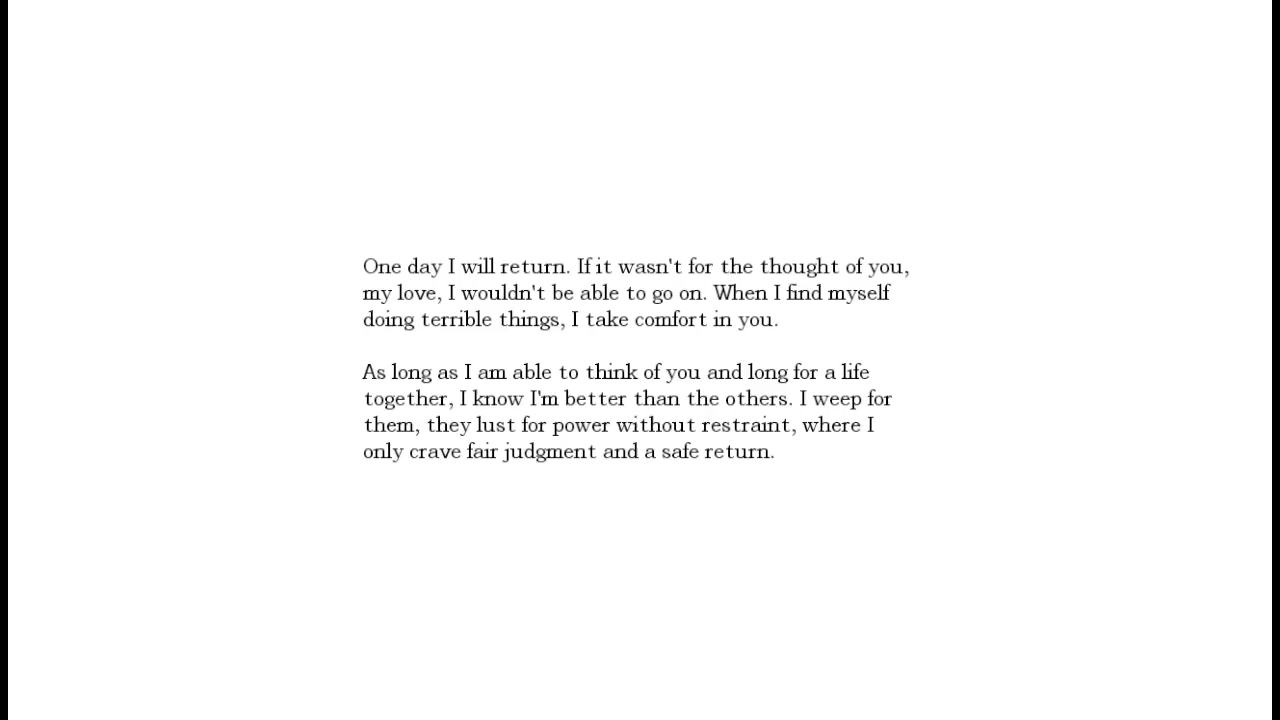 One day I will return. If it wasn't for the thought of you,
my love, I wouldn't be able to go on. When I find myself
doing terrible things, I take comfort in you.
As long as I am able to think of you and long for a life
together, I know I'm better than the others. I weep for
them, they lust for power without restraint, where I
only crave fair judgment and a safe return.